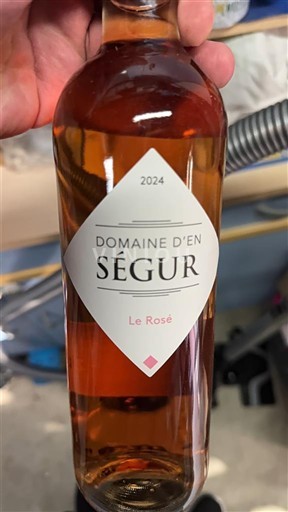 2024
DOMAINE D'EN
SÉGUR
Le Rosé